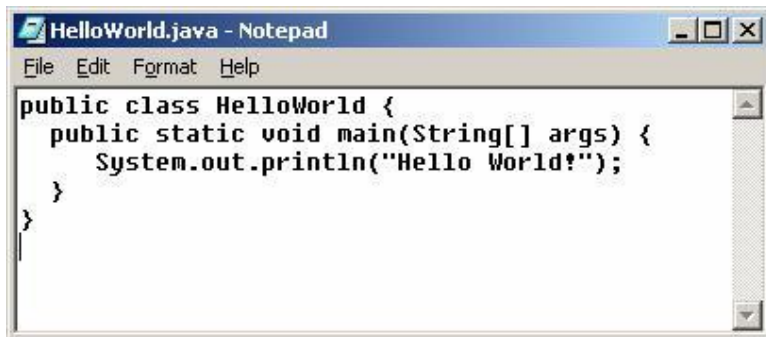 HelloWorld.java - Notepad
File Edit Format Help
public class HelloWorld {
  public static void main(String[] args) {
     System.out.println("Hello World!");
  }
}